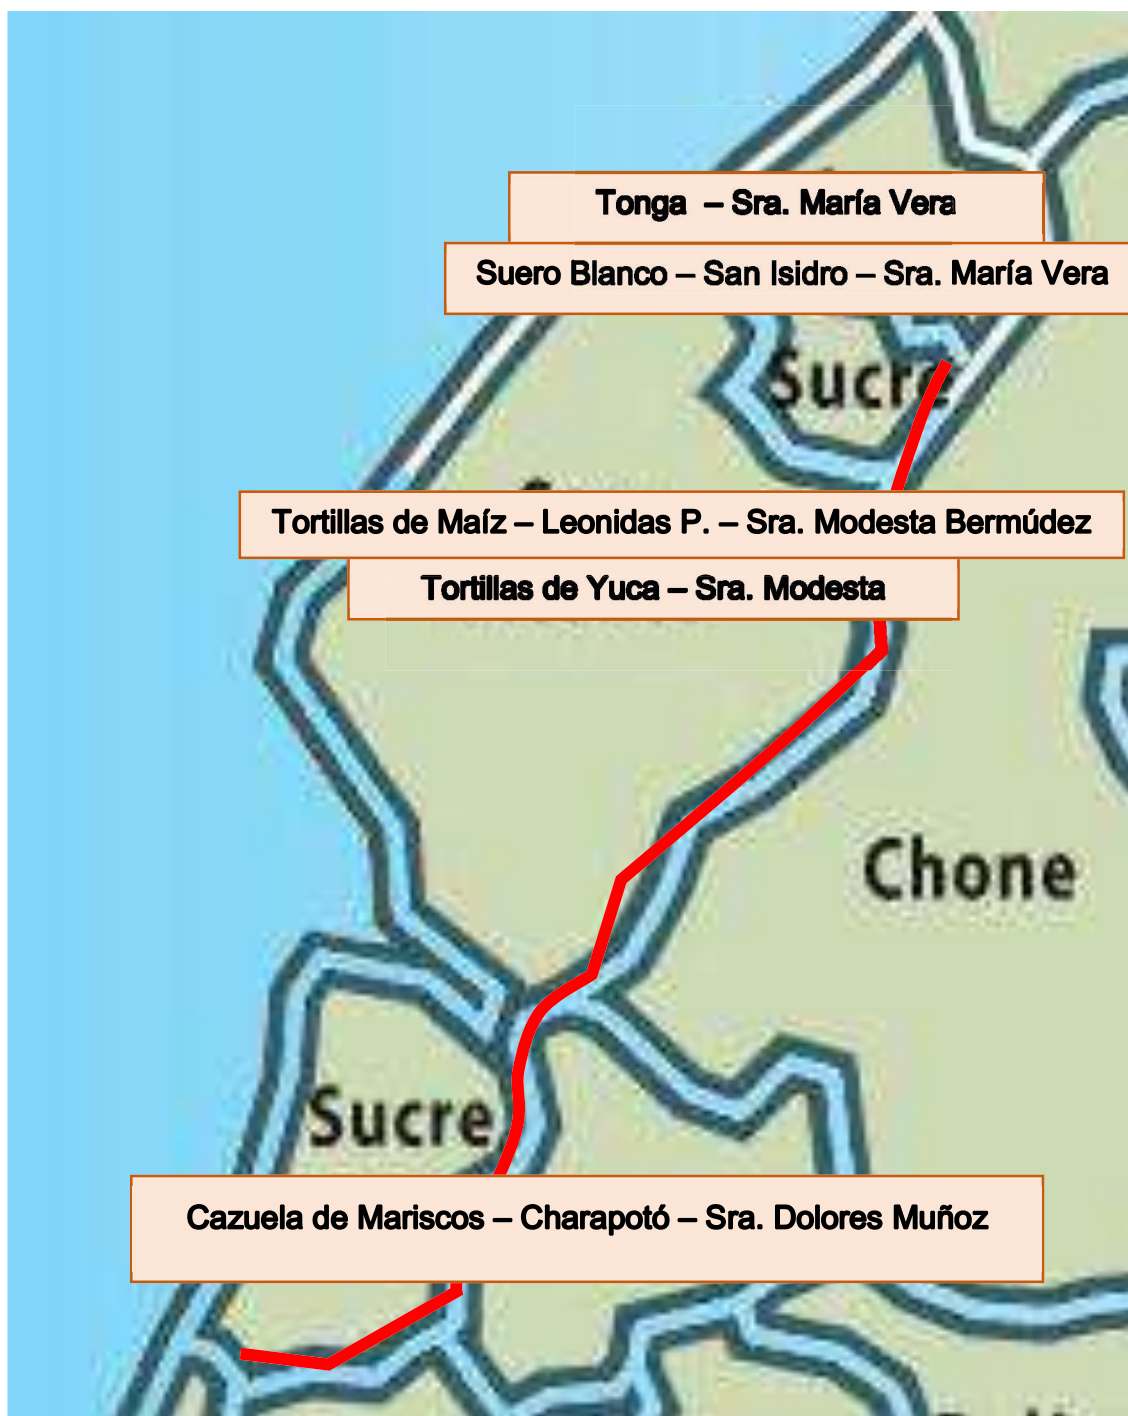 Tonga – Sra. María Vera
Suero Blanco – San Isidro – Sra. María Vera
Sucre
Tortillas de Maíz – Leonidas P. – Sra. Modesta Bermúdez
Tortillas de Yuca – Sra. Modesta
Chone
Sucre
Cazuela de Mariscos – Charapotó – Sra. Dolores Muñoz